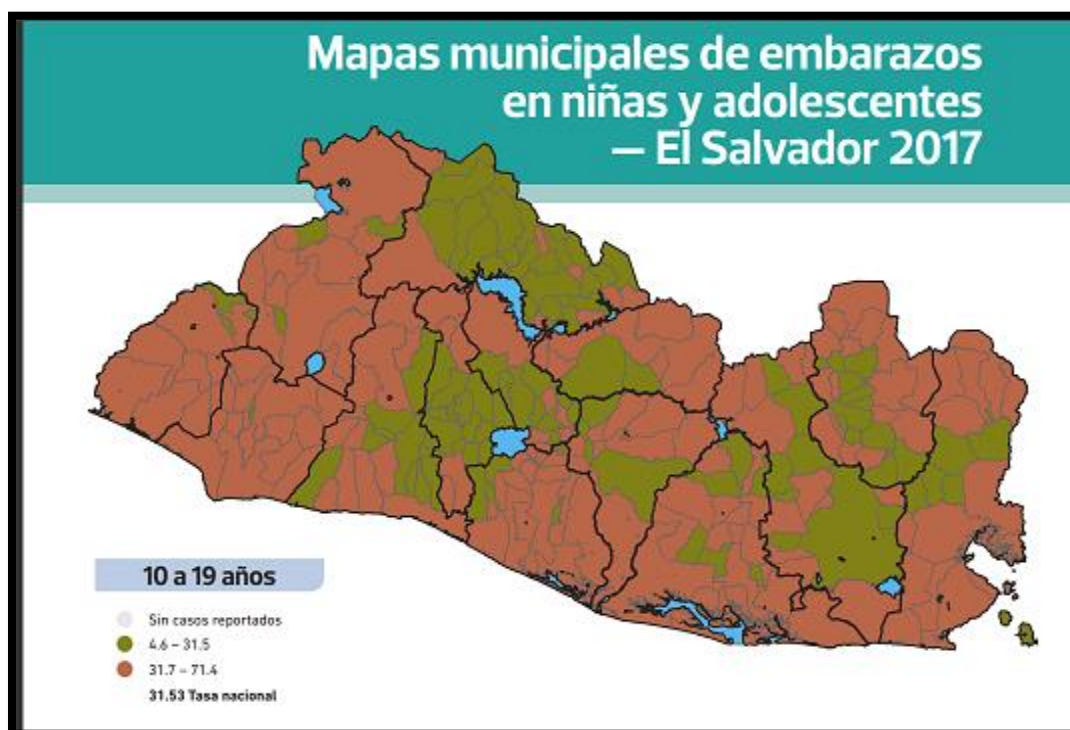 Mapas municipales de embarazos
en niñas y adolescentes
— El Salvador 2017
10 a 19 años
Sin casos reportados
4.6 – 31.5
31.7 – 71.4
31.53 Tasa nacional